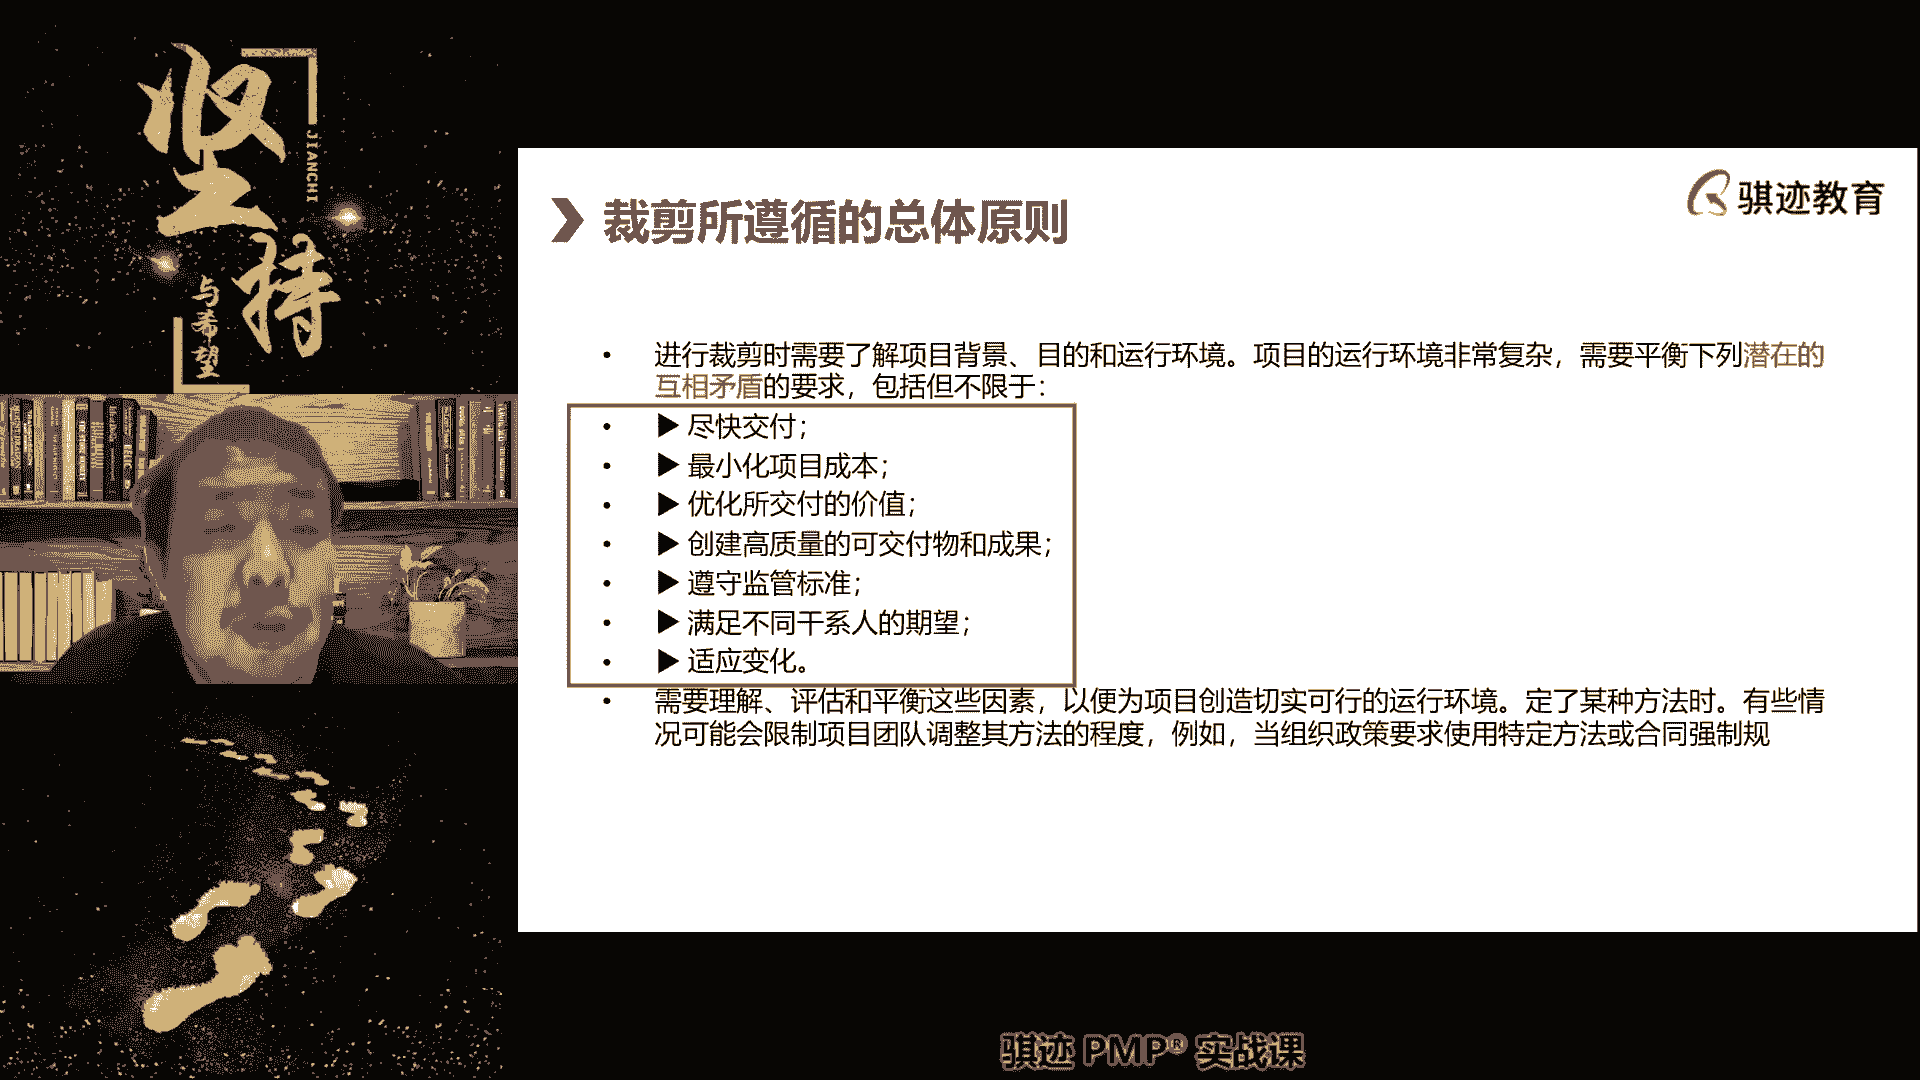 坚持
JIANCHI
与希望
骐迹教育
裁剪所遵循的总体原则
• 进行裁剪时需要了解项目背景、目的和运行环境。项目的运行环境非常复杂，需要平衡下列潜在的
互相矛盾的要求，包括但不限于：
• ▶ 尽快交付；
• ▶ 最小化项目成本；
• ▶ 优化所交付的价值；
• ▶ 创建高质量的可交付物和成果；
• ▶ 遵守监管标准；
• ▶ 满足不同干系人的期望；
• ▶ 适应变化。
• 需要理解、评估和平衡这些因素，以便为项目创造切实可行的运行环境。定了某种方法时。有些情
况可能会限制项目团队调整其方法的程度，例如，当组织政策要求使用特定方法或合同强制规
骐迹 PMP® 实战课